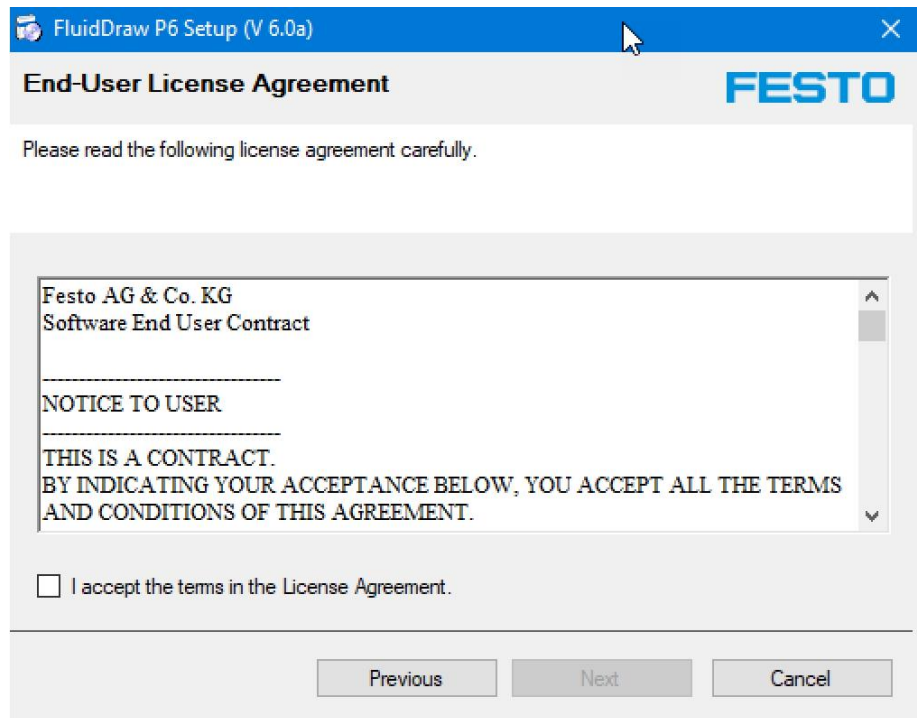 FluidDraw P6 Setup (V 6.0a)
End-User License Agreement
FESTO
Please read the following license agreement carefully.
Festo AG & Co. KG
Software End User Contract
---------------------------------
NOTICE TO USER
---------------------------------
THIS IS A CONTRACT.
BY INDICATING YOUR ACCEPTANCE BELOW, YOU ACCEPT ALL THE TERMS
AND CONDITIONS OF THIS AGREEMENT.
I accept the terms in the License Agreement.
Previous
Next
Cancel